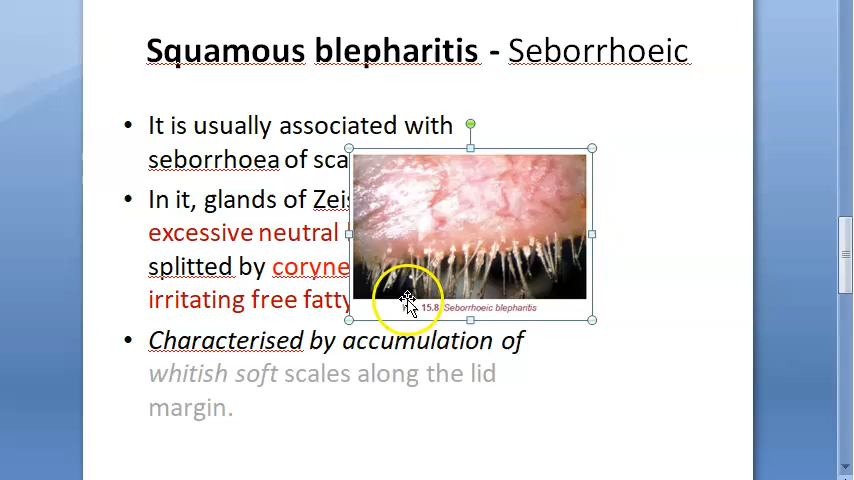 Squamous blepharitis - Seborrhoeic
• It is usually associated with
seborrhoea of sca
• In it, glands of Zeis
excessive neutral
splitted by coryne
irritating free fatty
15.8 Seborrhoeic blepharitis
• Characterised by accumulation of
whitish soft scales along the lid
margin.